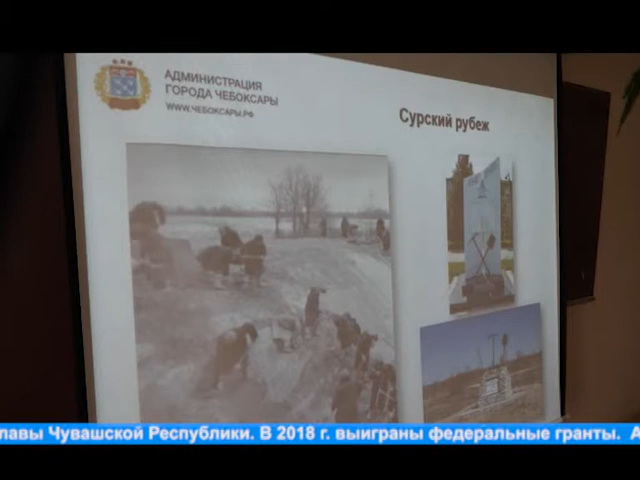 АДМИНИСТРАЦИЯ
ГОРОДА ЧЕБОКСАРЫ
WWW.ЧЕБОКСАРЫ.РФ
Сурский рубеж
лавы Чувашской Республики. В 2018 г. выиграны федеральные гранты. А